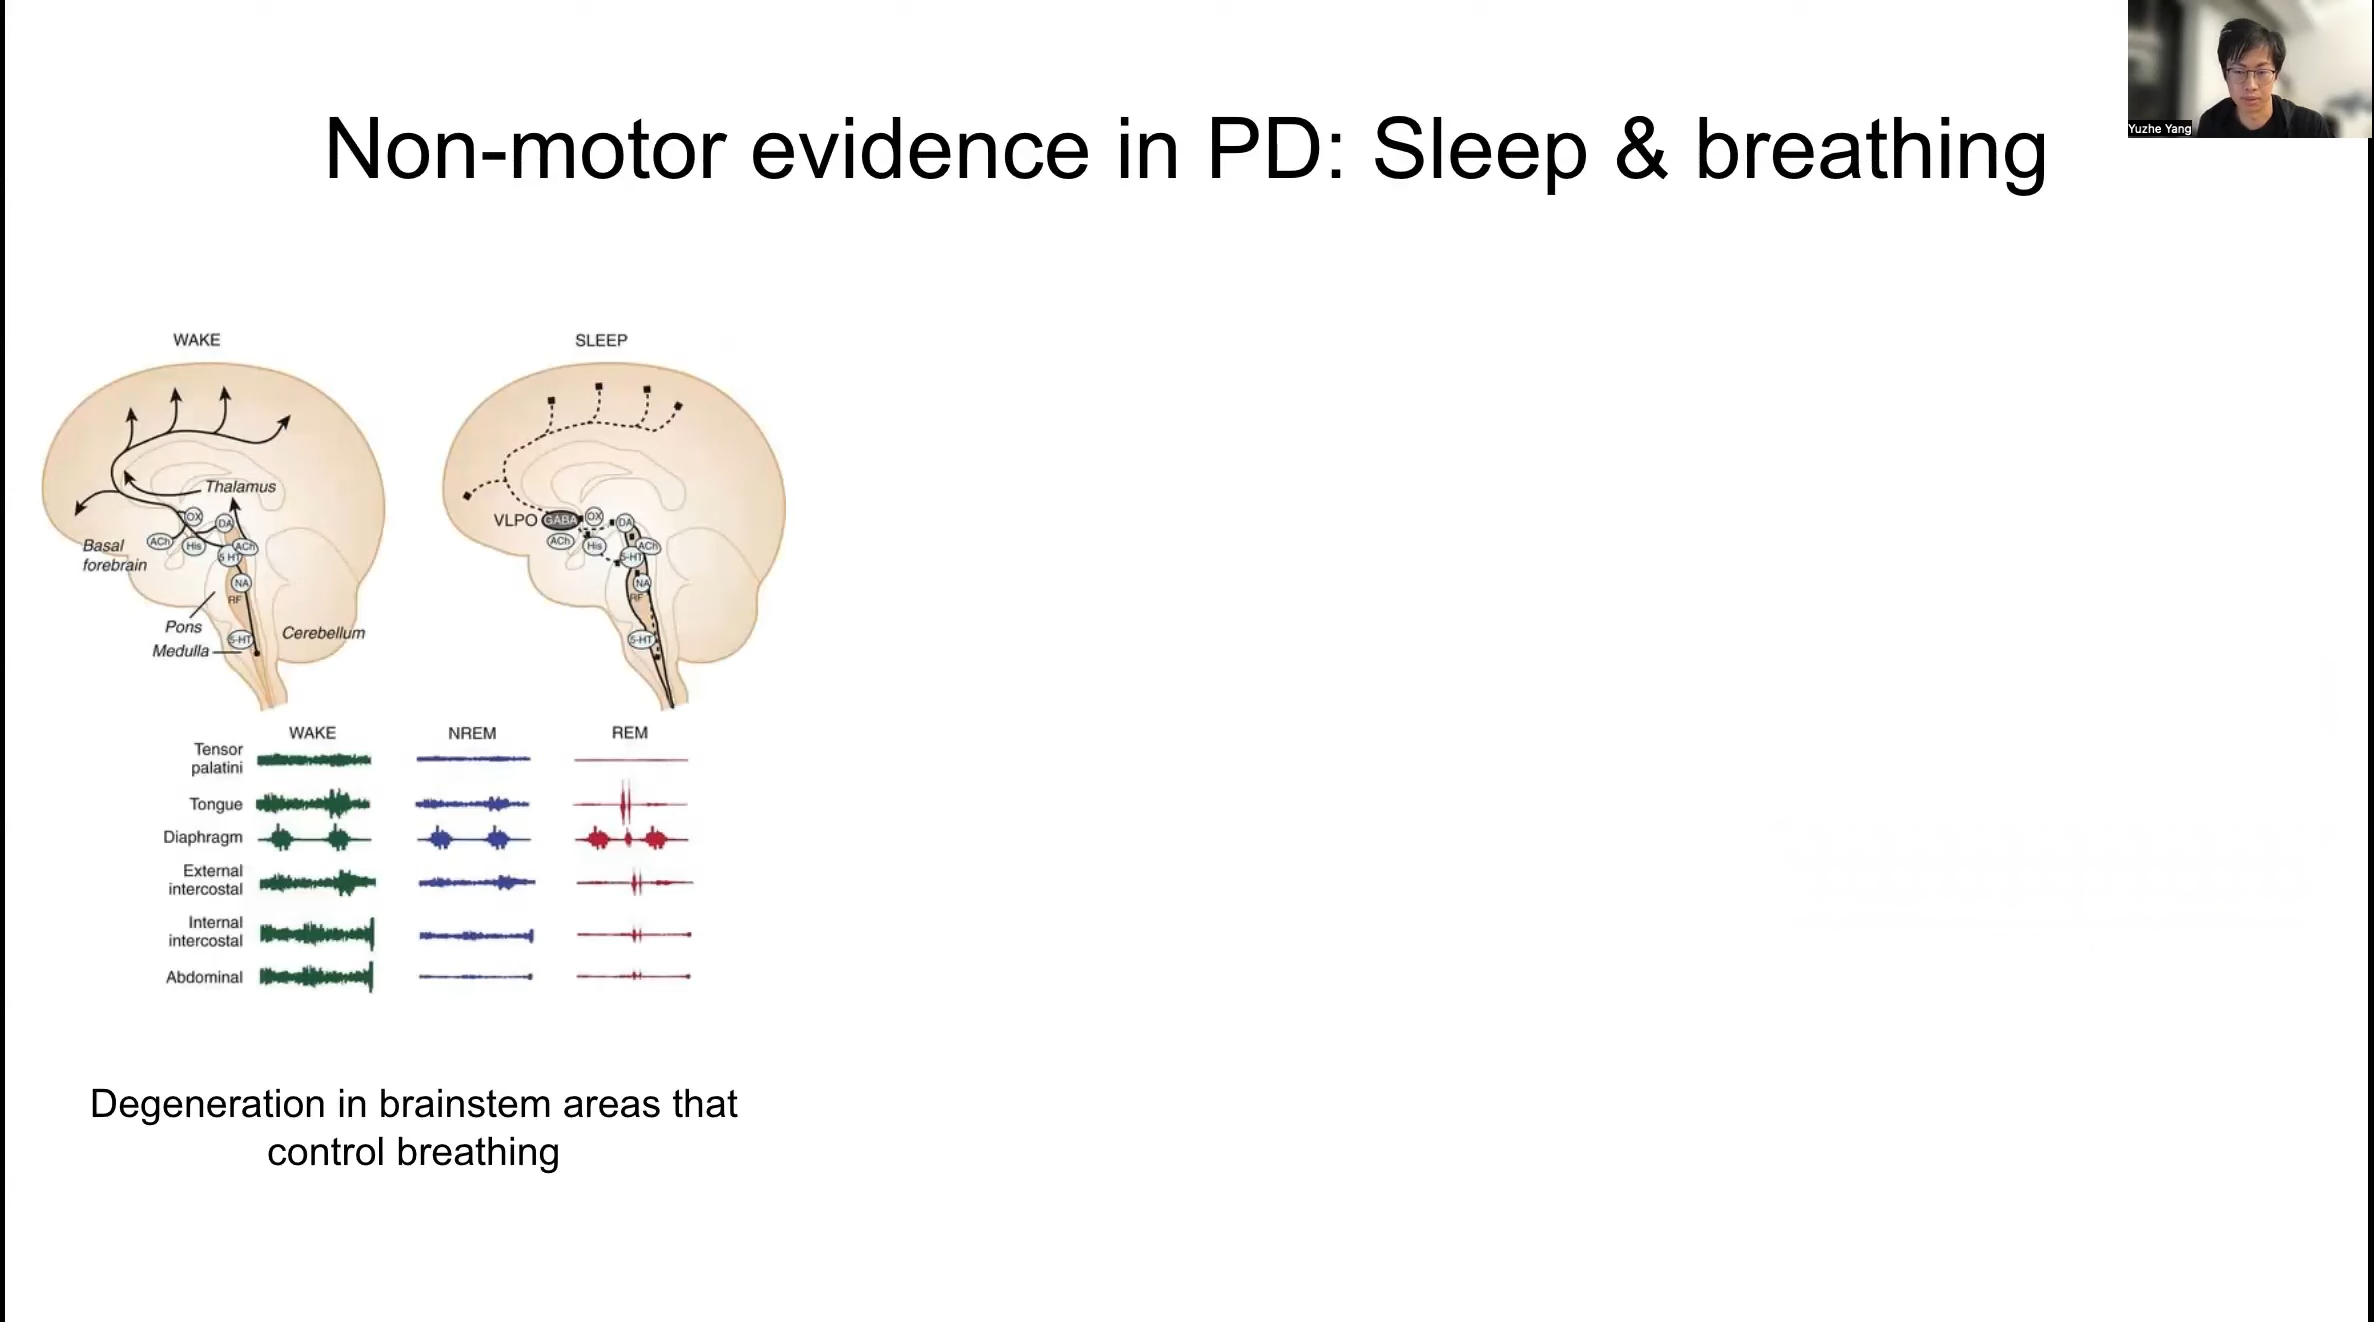 Yuzhe Yang
Non-motor evidence in PD: Sleep & breathing
WAKE
Thalamus
OX
DA
ACh
His
ACh
5 HT
Basal
forebrain
NA
RF
Pons
Cerebellum
5-HT
Medulla
SLEEP
VLPO
GABA
OX
DA
ACh
His
ACh
5-HT
NA
RF
5-HT
WAKE
NREM
REM
Tensor
palatini
Tongue
Diaphragm
External
intercostal
Internal
intercostal
Abdominal
Degeneration in brainstem areas that
control breathing